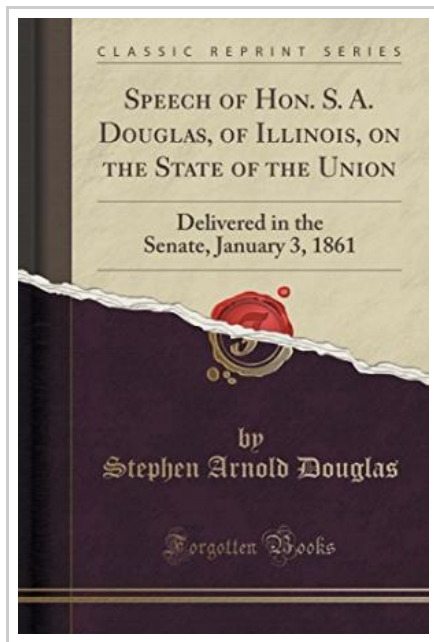 CLASSIC REPRINT SERIES
SPEECH OF HON. S. A.
DOUGLAS, OF ILLINOIS, ON
THE STATE OF THE UNION
Delivered in the
Senate, January 3, 1861
by
Stephen Arnold Douglas
Forgotten Books